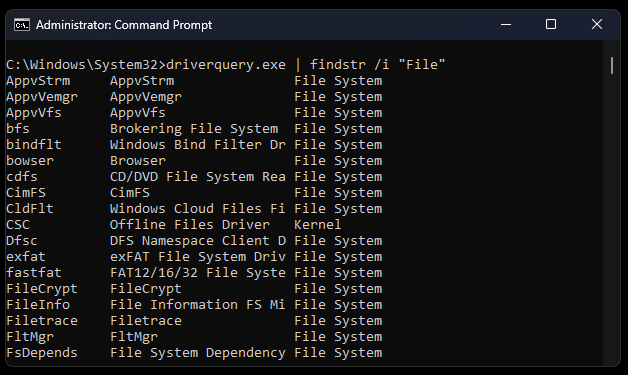 Administrator: Command Prompt
C:\Windows\System32>driverquery.exe | findstr /i "File"
AppvStrm     AppvStrm               File System
AppvVemgr    AppvVemgr              File System
AppvVfs      AppvVfs                File System
bfs          Brokering File System  File System
bindflt      Windows Bind Filter Dr File System
bowser       Browser                File System
cdfs         CD/DVD File System Rea File System
CimFS        CimFS                  File System
CldFlt       Windows Cloud Files Fi File System
CSC          Offline Files Driver   Kernel
Dfsc         DFS Namespace Client D File System
exfat        exFAT File System Driv File System
fastfat      FAT12/16/32 File Syste File System
FileCrypt    FileCrypt              File System
FileInfo     File Information FS Mi File System
Filetrace    Filetrace              File System
FltMgr       FltMgr                 File System
FsDepends    File System Dependency File System